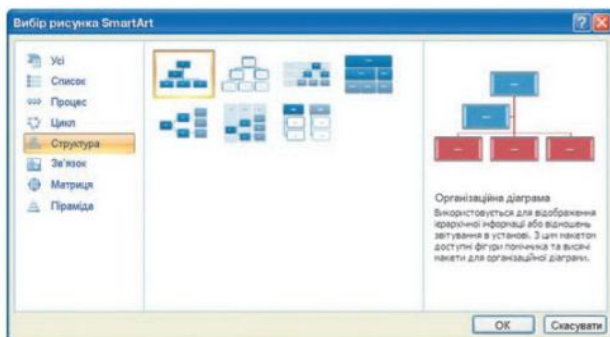 Вибір рисунка SmartArt
Усі
Список
Процес
Цикл
Структура
Зв'язок
Матриця
Піраміда
Організаційна діаграма
Використовується для відображення
ієрархічної інформації або відношень
звітування в установі. З цим макетом
доступні фігури помічника та висячі
макети для організаційної діаграми.
ОК
Скасувати